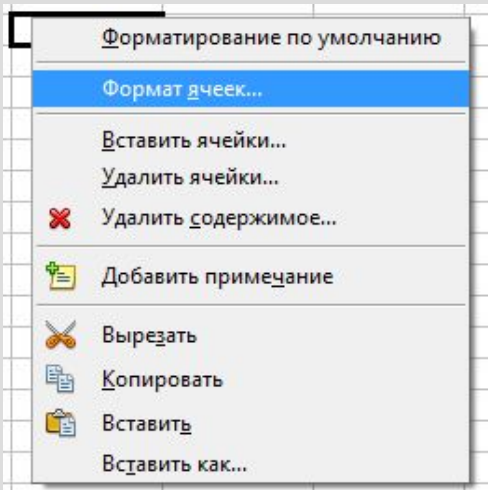 Форматирование по умолчанию
Формат ячеек...
Вставить ячейки...
Удалить ячейки...
Удалить содержимое...
Добавить примечание
Вырезать
Копировать
Вставить
Вставить как...